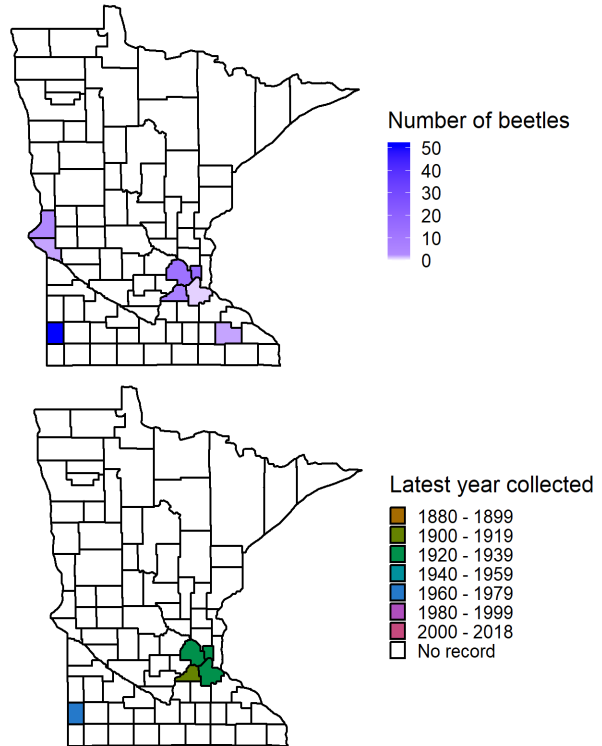 Number of beetles
50
40
30
20
10
0
Latest year collected
1880 - 1899
1900 - 1919
1920 - 1939
1940 - 1959
1960 - 1979
1980 - 1999
2000 - 2018
No record